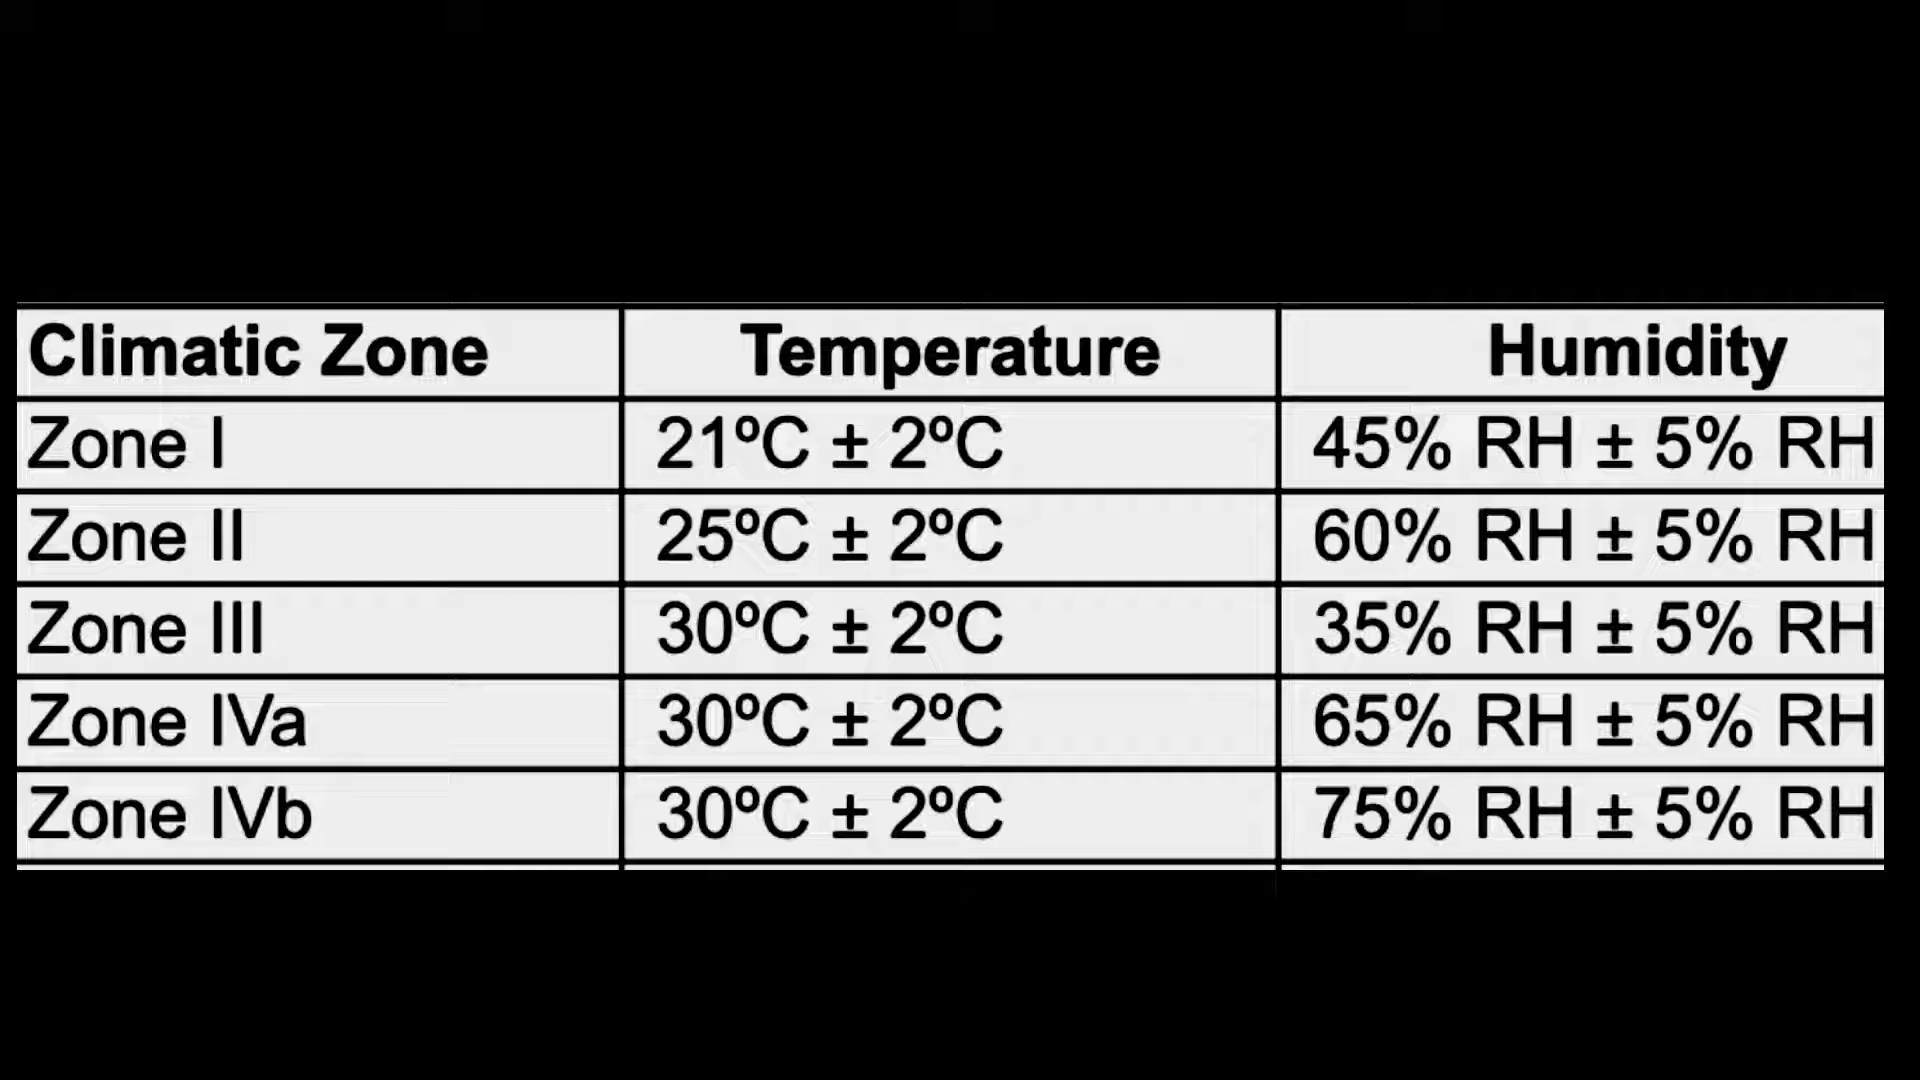 Climatic Zone Temperature Humidity
Zone I 21ºC ± 2ºC 45% RH ± 5% RH
Zone II 25ºC ± 2ºC 60% RH ± 5% RH
Zone III 30ºC ± 2ºC 35% RH ± 5% RH
Zone IVa 30ºC ± 2ºC 65% RH ± 5% RH
Zone IVb 30ºC ± 2ºC 75% RH ± 5% RH